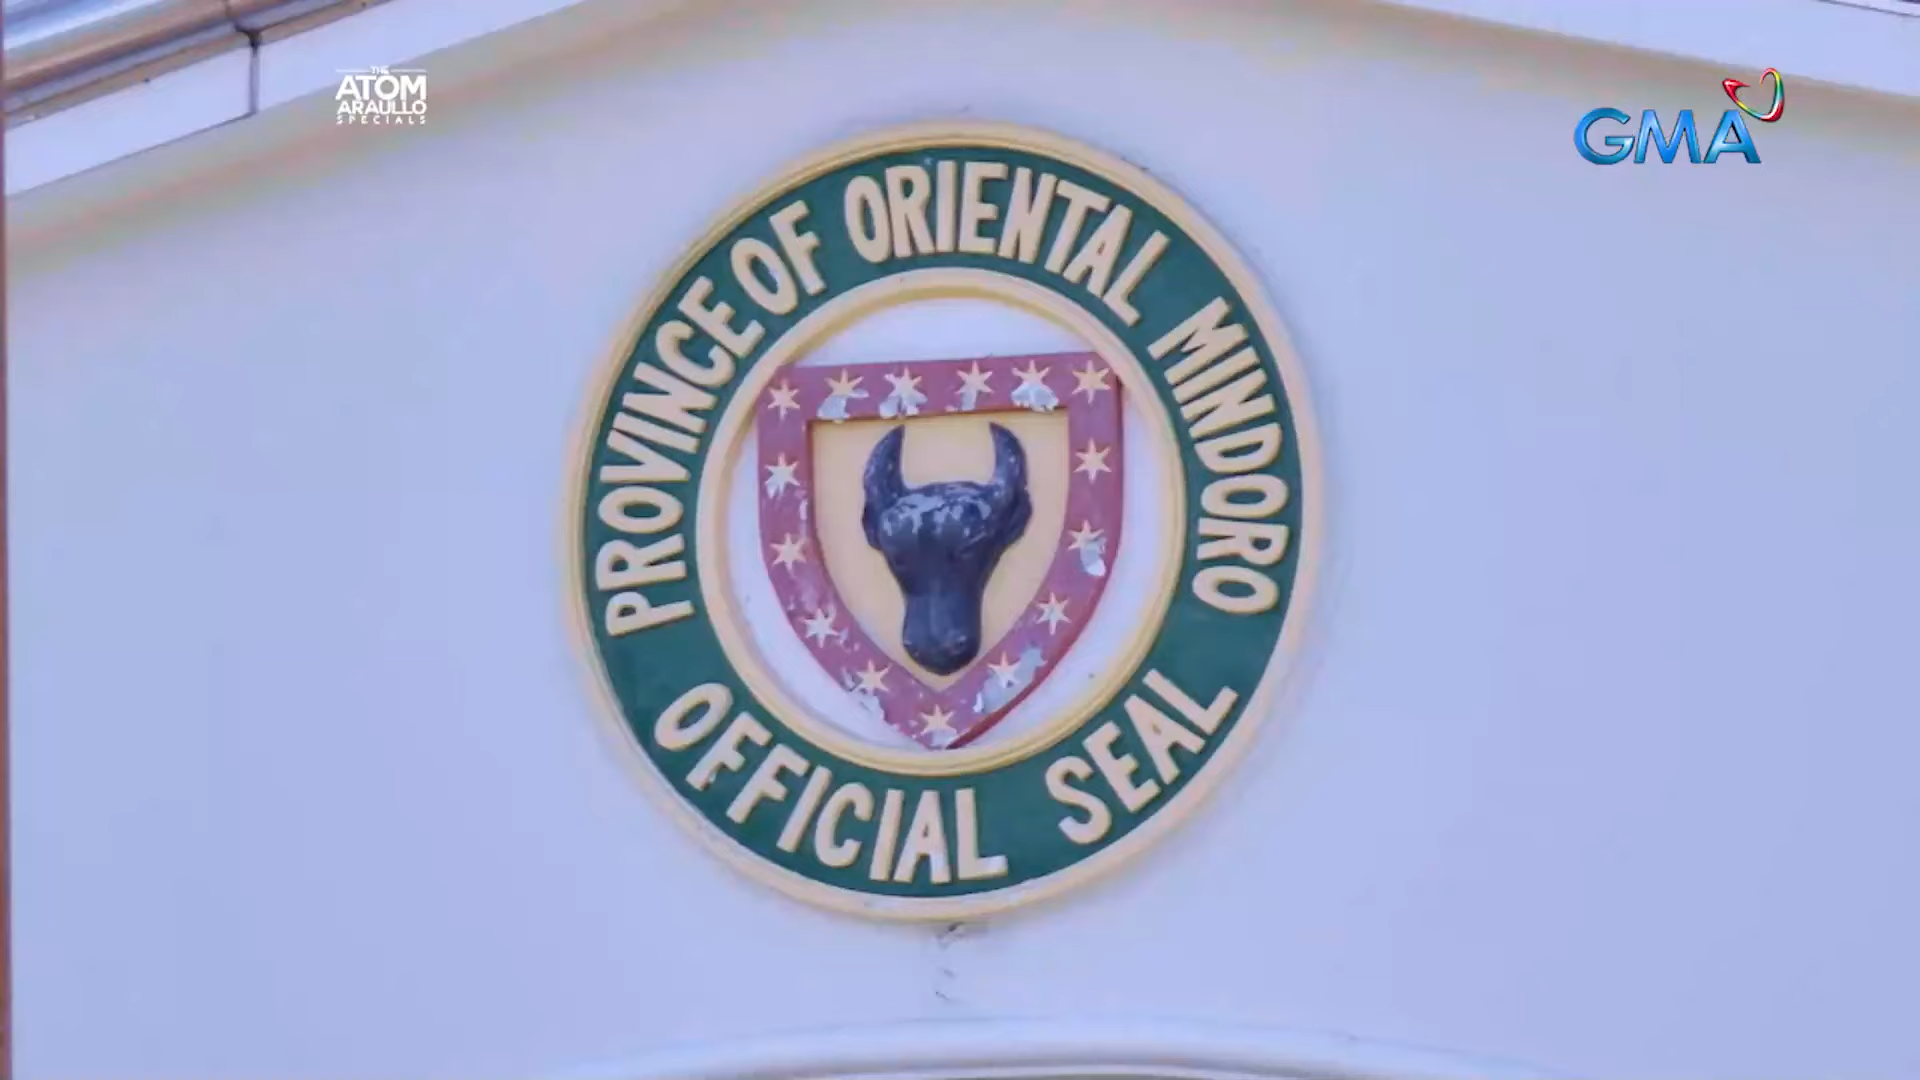 THE
ATOM
ARAULLO
SPECIALS
GMA
PROVINCE OF ORIENTAL MINDORO
OFFICIAL SEAL